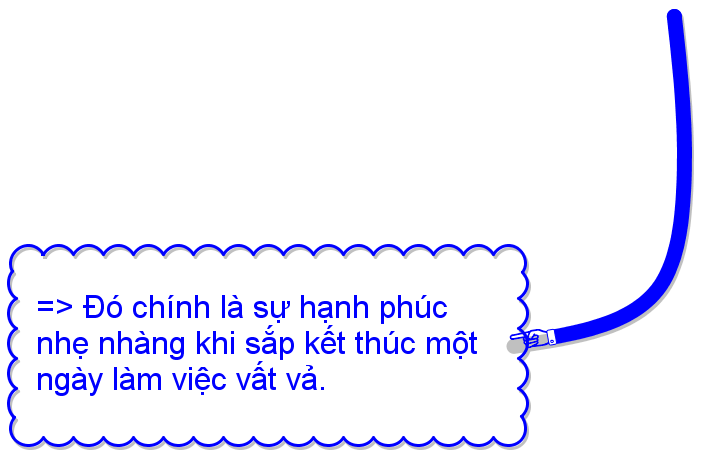 => Đó chính là sự hạnh phúc
nhẹ nhàng khi sắp kết thúc một
ngày làm việc vất vả.